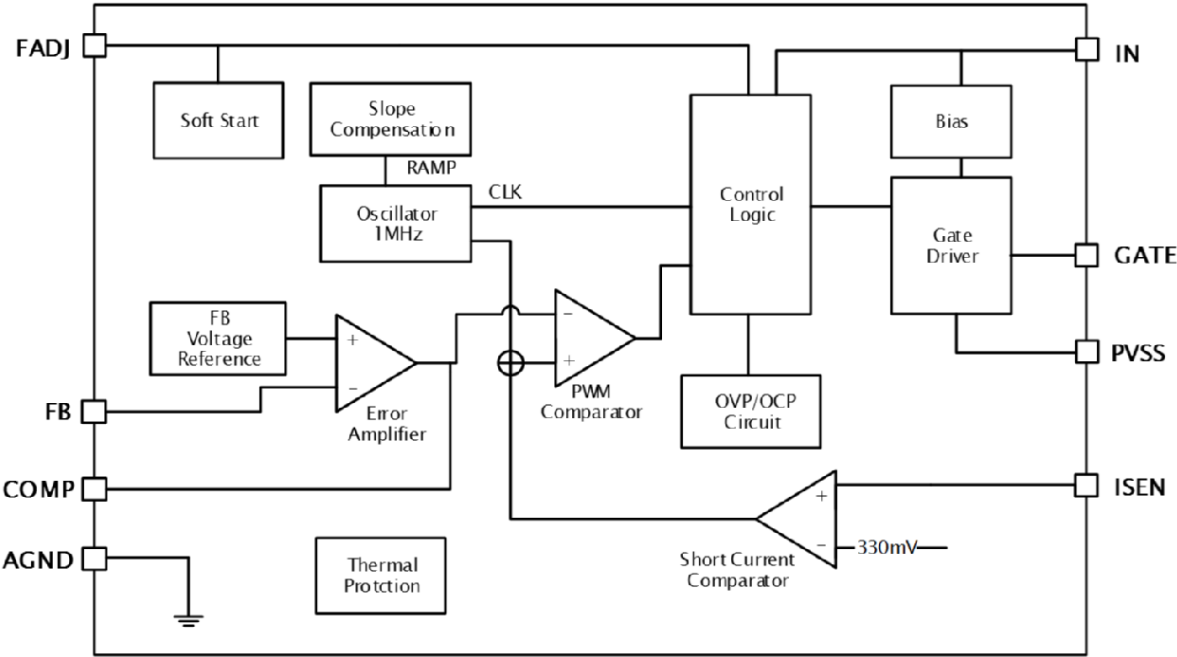 FADJ
IN
Soft Start
Slope
Compensation
RAMP
Bias
CLK
Oscillator
1MHz
Control
Logic
Gate
Driver
GATE
FB
Voltage
Reference
+
−
Error
Amplifier
−
+
PWM
Comparator
PVSS
FB
OVP/OCP
Circuit
COMP
ISEN
+
−
330mV
Short Current
Comparator
AGND
Thermal
Protction